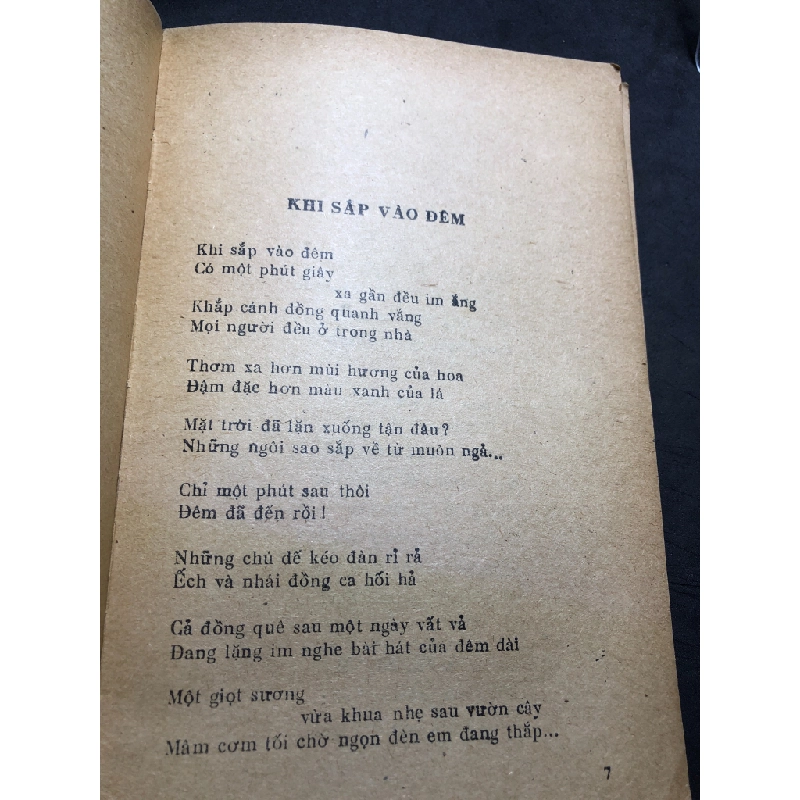 KHI SẮP VÀO ĐÊM
Khi sắp vào đêm
Có một phút giây
xa gần đều im ắng
Khắp cánh đồng quanh vắng
Mọi người đều ở trong nhà
Thơm xa hơn mùi hương của hoa
Đậm đặc hơn màu xanh của lá
Mặt trời đã lặn xuống tận đâu?
Những ngôi sao sắp về từ muôn ngả...
Chỉ một phút sau thôi
Đêm đã đến rồi!
Những chú dế kéo đàn rỉ rả
Ếch và nhái đồng ca hối hả
Cả đồng quê sau một ngày vất vả
Đang lặng im nghe bài hát của đêm dài
Một giọt sương
vừa khua nhẹ sau vườn cây
Mâm cơm tối chờ ngọn đèn em đang thắp...
7